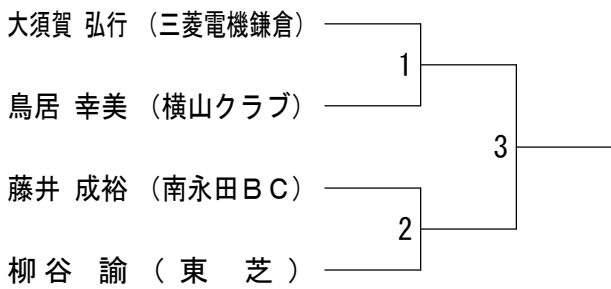 大須賀 弘行 （三菱電機鎌倉）
1
鳥居 幸美 （横山クラブ）
3
藤井 成裕 （南永田ＢＣ）
2
柳 谷 諭 （ 東 芝 ）